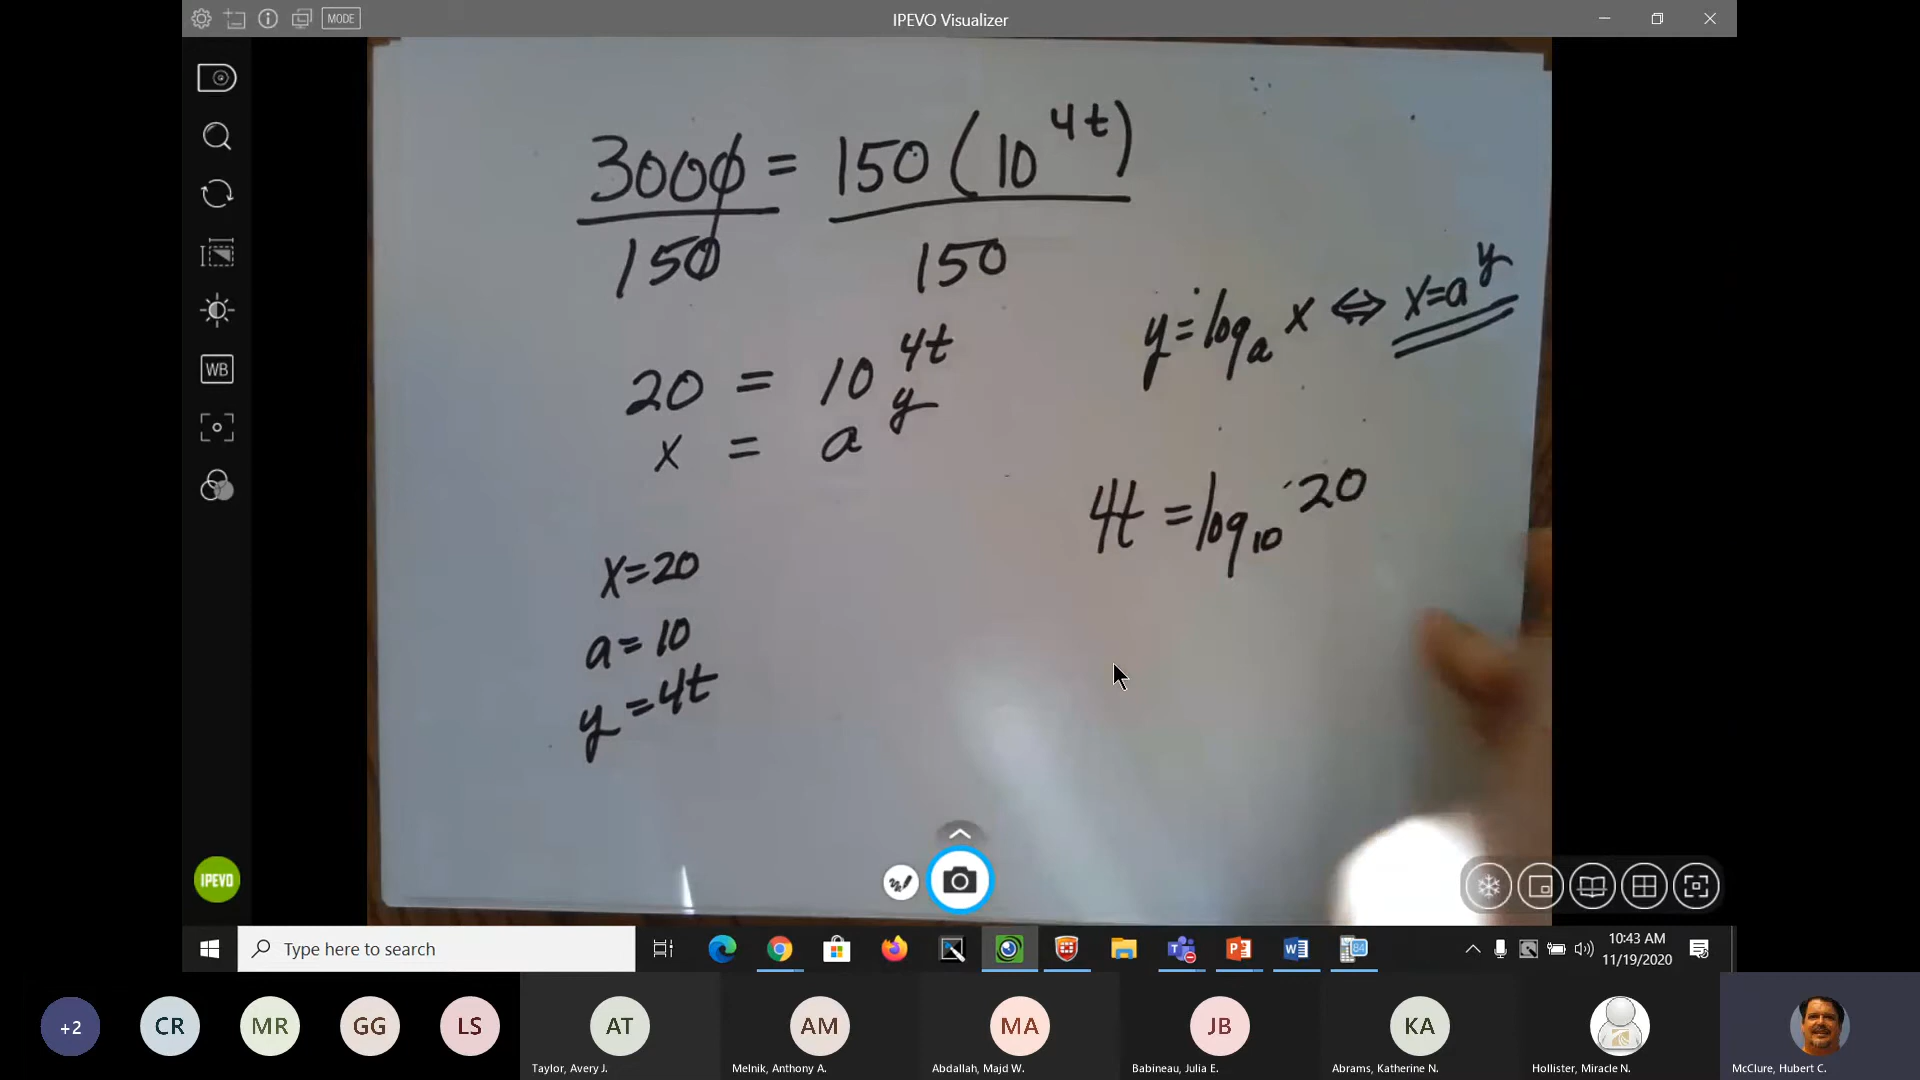 IPEVO Visualizer
MODE
3000 = 150 (10^4t)
150 150
y = log_a x ⇔ x=a^y
20 = 10^4t
x = a^y
4t = log_10 20
x=20
a=10
y=4t
WB
IPEVO
Type here to search
84
10:43 AM
11/19/2020
+2
CR
MR
GG
LS
AT
AM
MA
JB
KA
Taylor, Avery J.
Melnik, Anthony A.
Abdallah, Majd W.
Babineau, Julia E.
Abrams, Katherine N.
Hollister, Miracle N.
McClure, Hubert C.